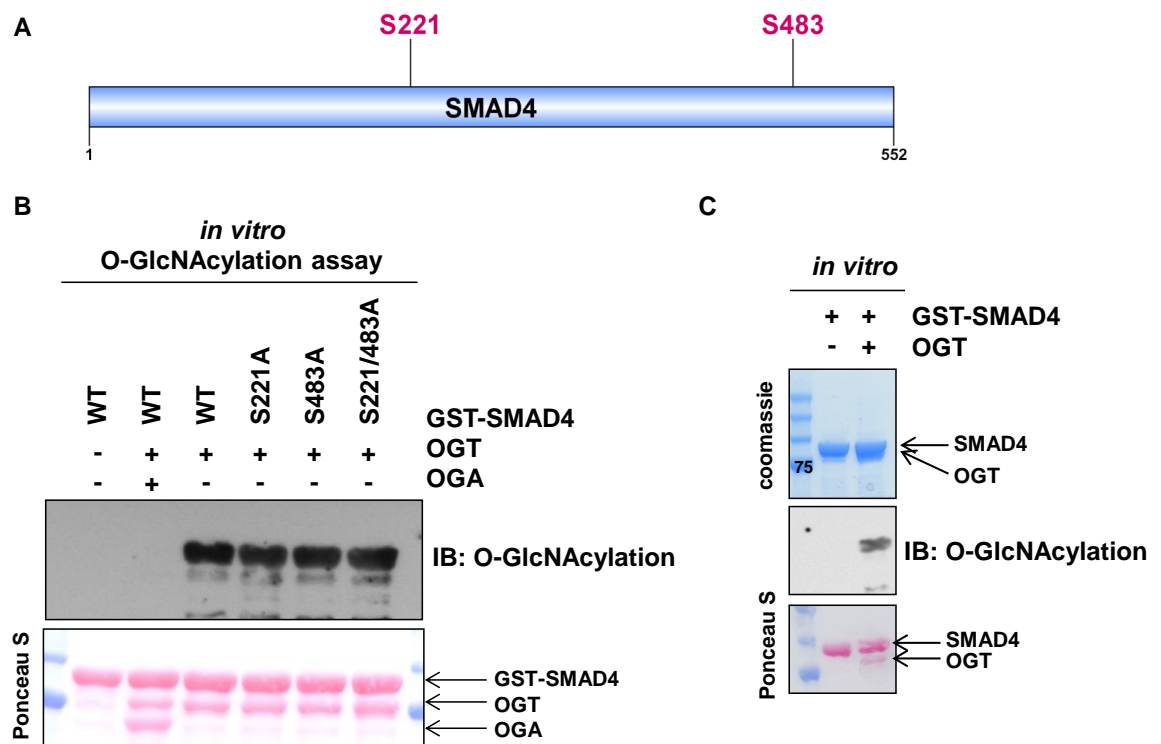 A
S221
S483
SMAD4
1
552
B
in vitro
O-GlcNAcylation assay
WT
WT
WT
S221A
S483A
S221/483A
GST-SMAD4
- + + + + + OGT
- + - - - - OGA
IB: O-GlcNAcylation
Ponceau S
GST-SMAD4
OGT
OGA
C
in vitro
+ + GST-SMAD4
- + OGT
coomassie
75
SMAD4
OGT
IB: O-GlcNAcylation
Ponceau S
SMAD4
OGT